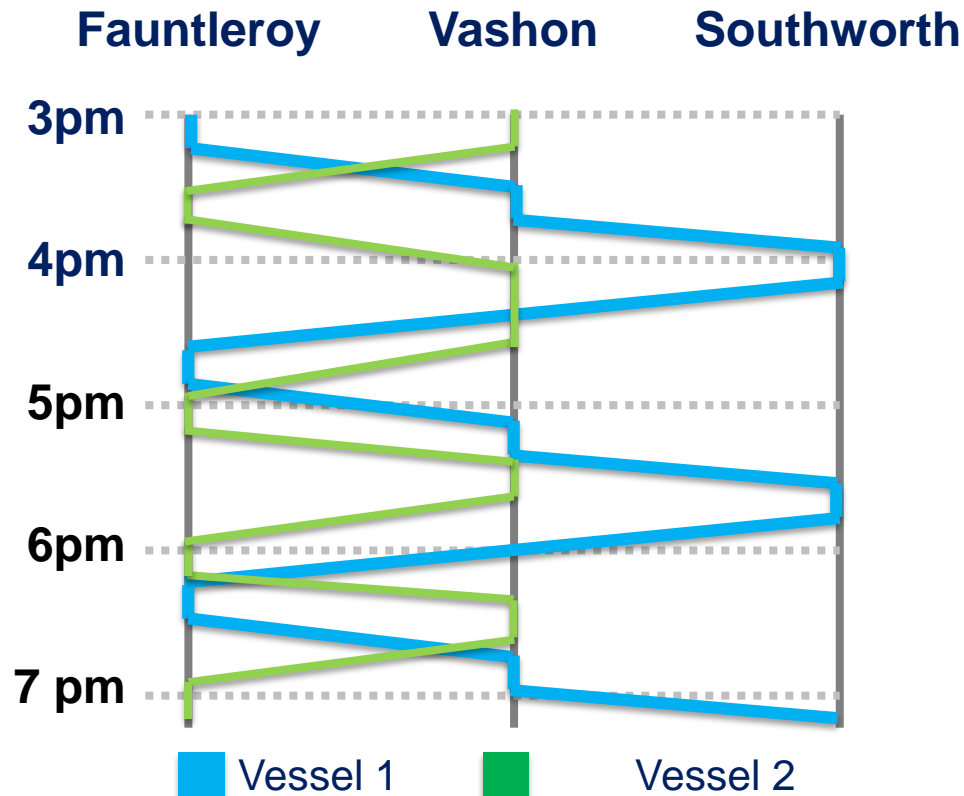 Fauntleroy Vashon Southworth
3pm
4pm
5pm
6pm
7 pm
Vessel 1 Vessel 2